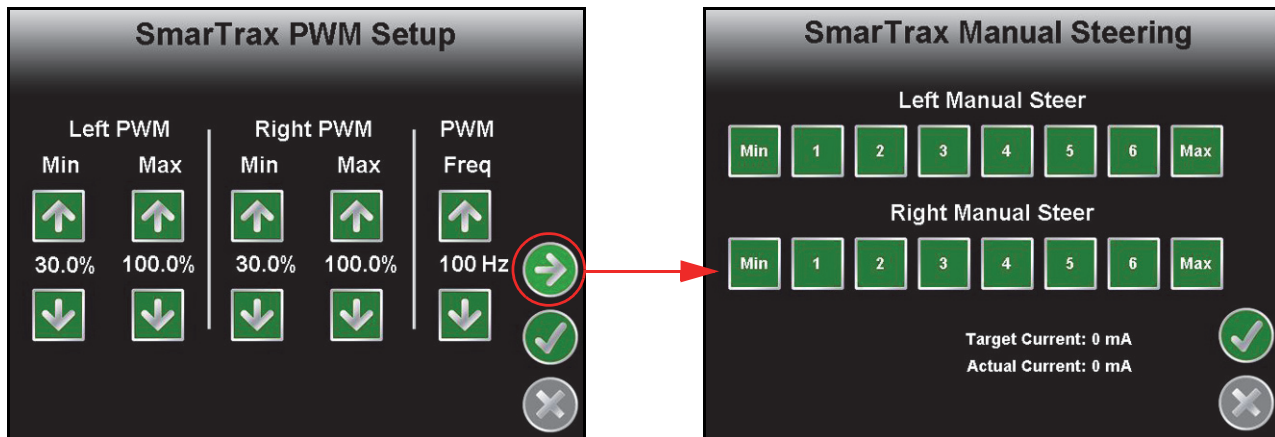 SmarTrax PWM Setup
Left PWM Right PWM PWM
Min Max Min Max Freq
30.0% 100.0% 30.0% 100.0% 100 Hz
SmarTrax Manual Steering
Left Manual Steer
Min 1 2 3 4 5 6 Max
Right Manual Steer
Min 1 2 3 4 5 6 Max
Target Current: 0 mA
Actual Current: 0 mA